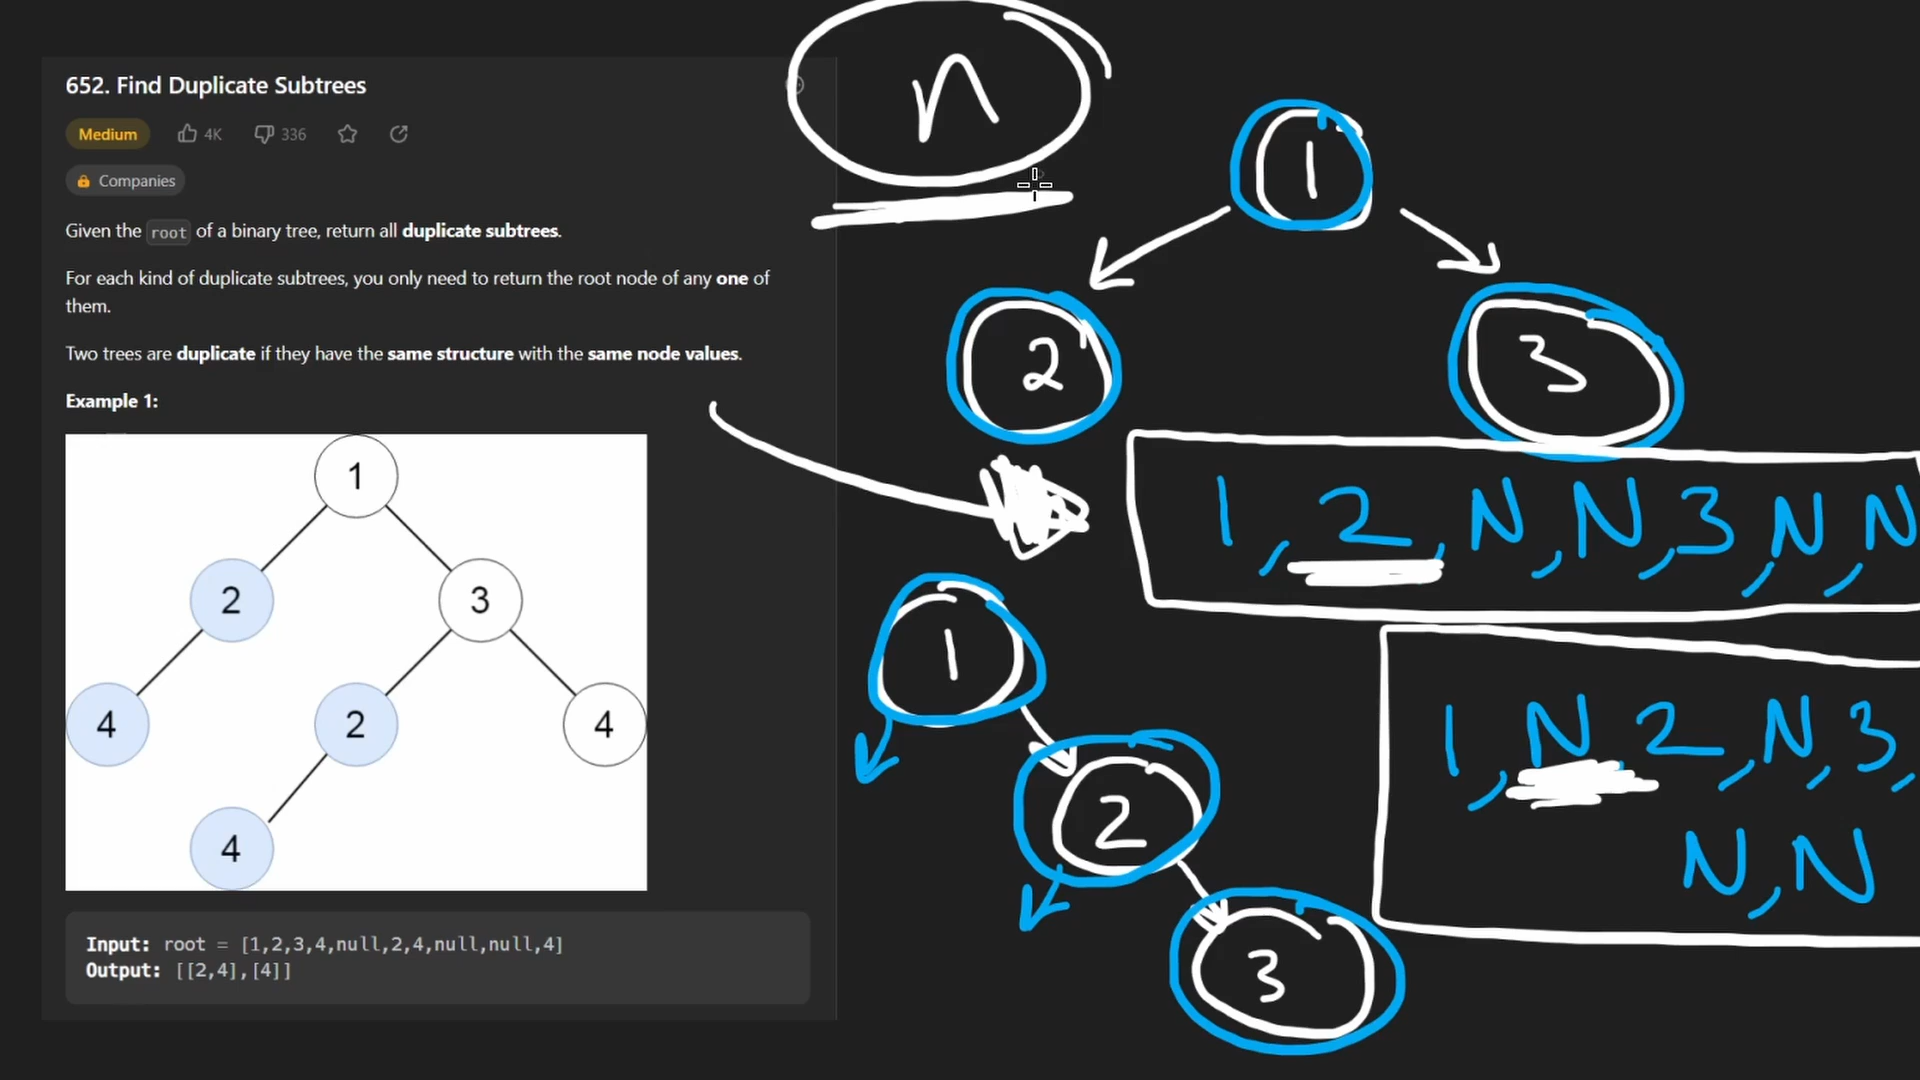 652. Find Duplicate Subtrees
Medium
4K
336
Companies
Given the root of a binary tree, return all duplicate subtrees.
For each kind of duplicate subtrees, you only need to return the root node of any one of
them.
Two trees are duplicate if they have the same structure with the same node values.
Example 1:
1
2
3
4
2
4
4
Input: root = [1,2,3,4,null,2,4,null,null,4]
Output: [[2,4],[4]]
n
1
2
3
1, 2, N, N, 3, N, N
1
2
3
1, N, 2, N, 3,
N, N